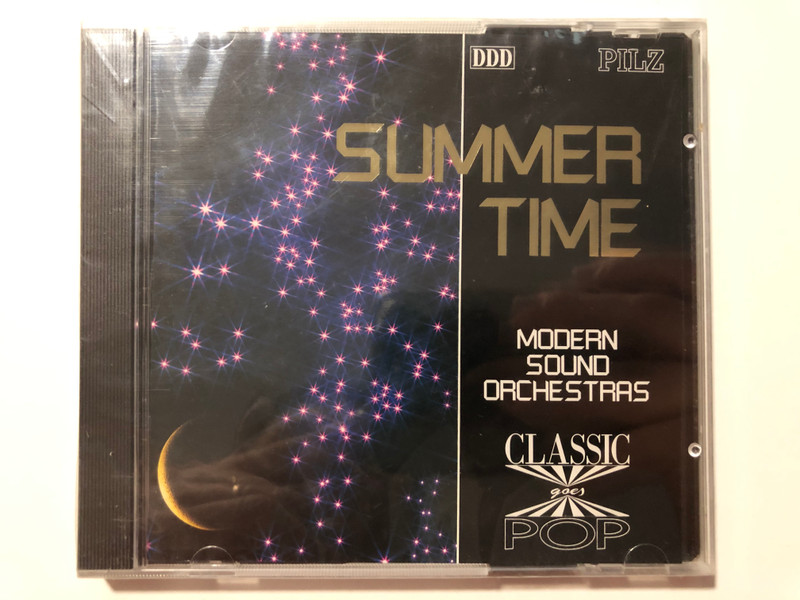 DDD
PILZ
SUMMER
TIME
MODERN
SOUND
ORCHESTRAS
CLASSIC
goes
POP